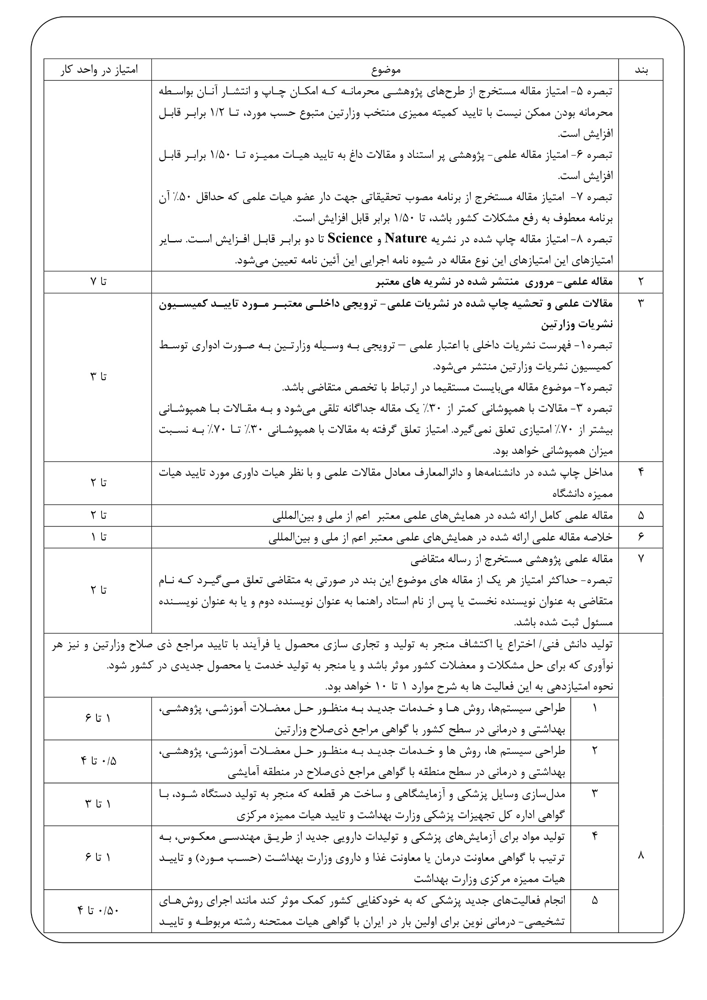 بند موضوع امتیاز در واحد کار
تبصره ۵- امتیاز مقاله مستخرج از طرح‌های پژوهشی محرمانه که امکان چاپ و انتشار آنان بواسطه
محرمانه بودن ممکن نیست با تایید کمیته ممیزی منتخب وزارتین متبوع حسب مورد، تا ۱/۲ برابر قابل
افزایش است.
تبصره ۶- امتیاز مقاله علمی- پژوهشی پر استناد و مقالات داغ به تایید هیات ممیزه تا ۱/۵۰ برابر قابل
افزایش است.
تبصره ۷- امتیاز مقاله مستخرج از برنامه مصوب تحقیقاتی جهت دار عضو هیات علمی که حداقل ۵۰٪ آن
برنامه معطوف به رفع مشکلات کشور باشد، تا ۱/۵۰ برابر قابل افزایش است.
تبصره ۸- امتیاز مقاله چاپ شده در نشریه Nature و Science تا دو برابر قابل افزایش است. سایر
امتیازهای این امتیازهای این نوع مقاله در شیوه نامه اجرایی این آئین نامه تعیین می‌شود.
۲ مقاله علمی- مروری منتشر شده در نشریه های معتبر تا ۷
۳ مقالات علمی و تحشیه چاپ شده در نشریات علمی- ترویجی داخلی معتبر مورد تایید کمیسیون
نشریات وزارتین
تبصره۱- فهرست نشریات داخلی با اعتبار علمی – ترویجی به وسیله وزارتین به صورت ادواری توسط
کمیسیون نشریات وزارتین منتشر می‌شود.
تا ۳
تبصره۲- موضوع مقاله می‌بایست مستقیما در ارتباط با تخصص متقاضی باشد.
تبصره ۳- مقالات با همپوشانی کمتر از ۳۰٪ یک مقاله جداگانه تلقی می‌شود و به مقالات با همپوشانی
بیشتر از ۷۰٪ امتیازی تعلق نمی‌گیرد. امتیاز تعلق گرفته به مقالات با همپوشانی ۳۰٪ تا ۷۰٪ به نسبت
میزان همپوشانی خواهد بود.
۴ مداخل چاپ شده در دانشنامه‌ها و دائرالمعارف معادل مقالات علمی و با نظر هیات داوری مورد تایید هیات
ممیزه دانشگاه
تا ۲
۵ مقاله علمی کامل ارائه شده در همایش‌های علمی معتبر اعم از ملی و بین‌المللی تا ۲
۶ خلاصه مقاله علمی ارائه شده در همایش‌های علمی معتبر اعم از ملی و بین‌المللی تا ۱
۷ مقاله علمی پژوهشی مستخرج از رساله متقاضی
تبصره- حداکثر امتیاز هر یک از مقاله های موضوع این بند در صورتی به متقاضی تعلق می‌گیرد که نام
متقاضی به عنوان نویسنده نخست یا پس از نام استاد راهنما به عنوان نویسنده دوم و یا به عنوان نویسنده
مسئول ثبت شده باشد.
تا ۲
۸
تولید دانش فنی/ اختراع یا اکتشاف منجر به تولید و تجاری سازی محصول یا فرآیند با تایید مراجع ذی صلاح وزارتین و نیز هر
نوآوری که برای حل مشکلات و معضلات کشور موثر باشد و یا منجر به تولید خدمت یا محصول جدیدی در کشور شود.
نحوه امتیازدهی به این فعالیت ها به شرح موارد ۱ تا ۱۰ خواهد بود.
۱ طراحی سیستم‌ها، روش ها و خدمات جدید به منظور حل معضلات آموزشی، پژوهشی،
بهداشتی و درمانی در سطح کشور با گواهی مراجع ذی‌صلاح وزارتین
۱ تا ۶
۲ طراحی سیستم ها، روش ها و خدمات جدید به منظور حل معضلات آموزشی، پژوهشی،
بهداشتی و درمانی در سطح منطقه با گواهی مراجع ذی‌صلاح در منطقه آمایشی
۰/۵ تا ۴
۳ مدل‌سازی وسایل پزشکی و آزمایشگاهی و ساخت هر قطعه که منجر به تولید دستگاه شود، با
گواهی اداره کل تجهیزات پزشکی وزارت بهداشت و تایید هیات ممیزه مرکزی
۱ تا ۳
۴ تولید مواد برای آزمایش‌های پزشکی و تولیدات دارویی جدید از طریق مهندسی معکوس، به
ترتیب با گواهی معاونت درمان یا معاونت غذا و داروی وزارت بهداشت (حسب مورد) و تایید
هیات ممیزه مرکزی وزارت بهداشت
۱ تا ۶
۵ انجام فعالیت‌های جدید پزشکی که به خودکفایی کشور کمک موثر کند مانند اجرای روش‌های
تشخیصی- درمانی نوین برای اولین بار در ایران با گواهی هیات ممتحنه رشته مربوطه و تایید
۰/۵۰ تا ۴